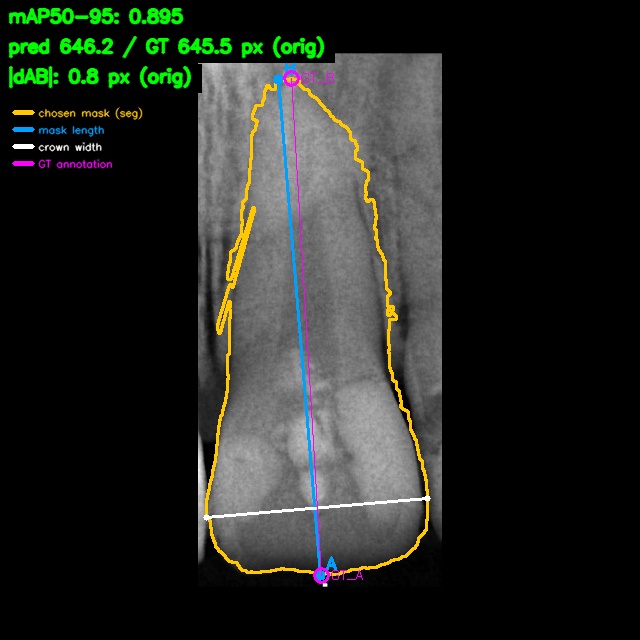 mAP50-95: 0.895
pred 646.2 / GT 645.5 px (orig)
|dAB|: 0.8 px (orig)
chosen mask (seg)
mask length
crown width
GT annotation
A
GT_A